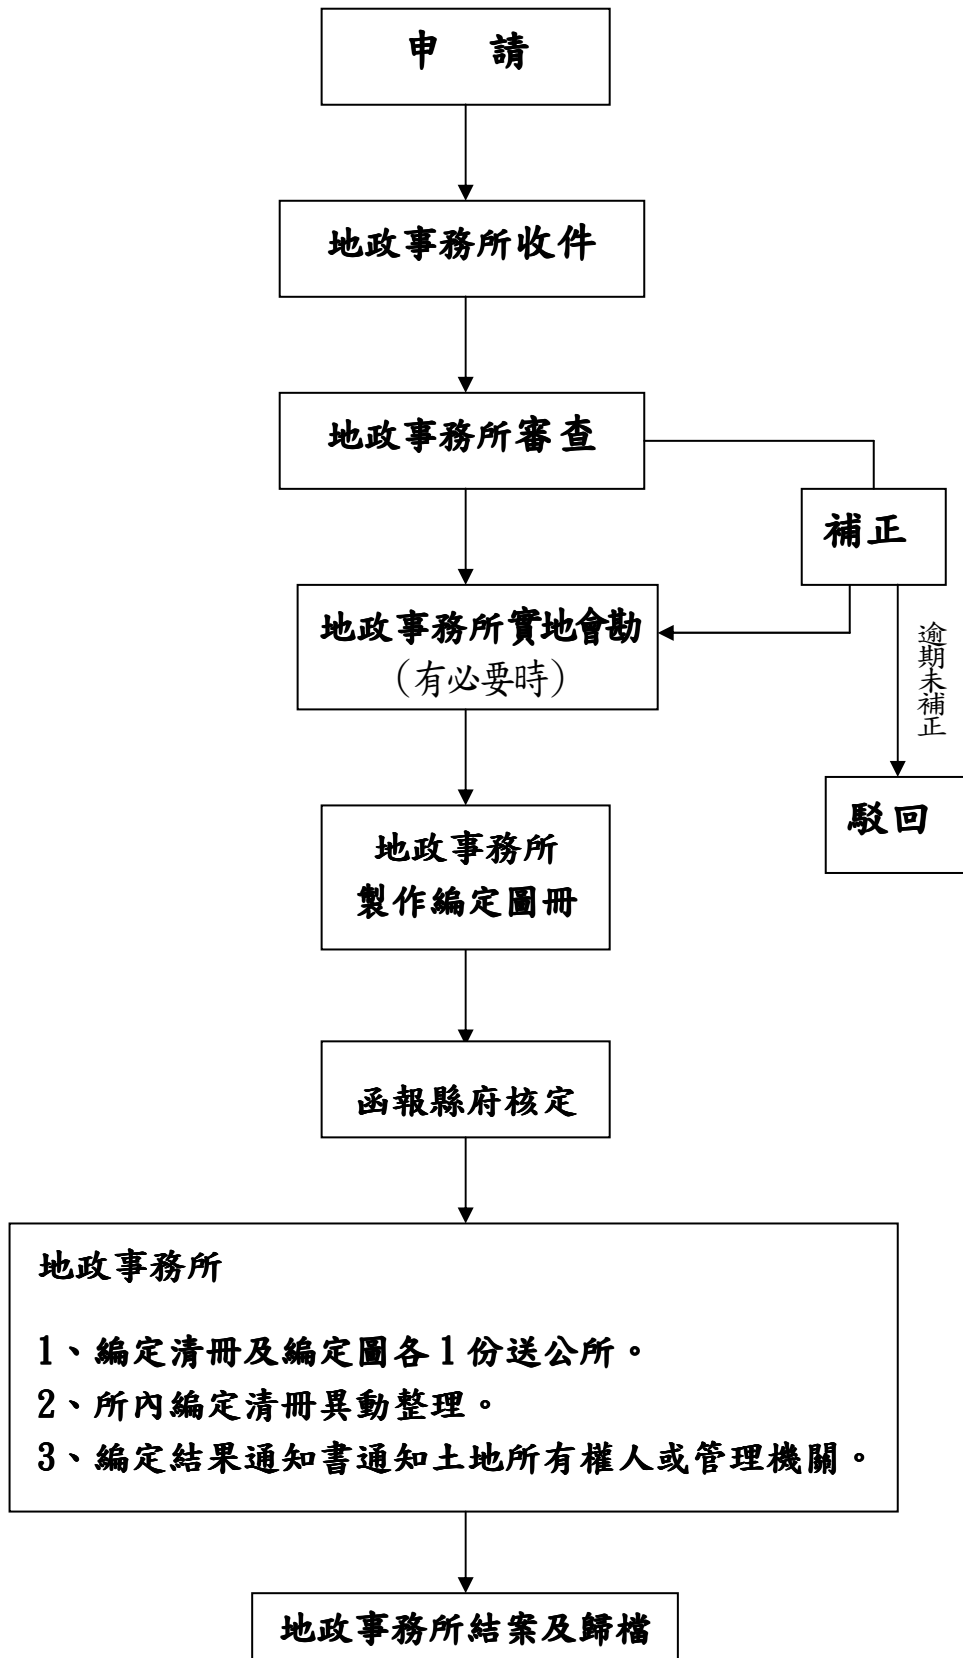 申　請
地政事務所收件
地政事務所審查
補正
地政事務所實地會勘
（有必要時）
逾期未補正
駁回
地政事務所
製作編定圖冊
函報縣府核定
地政事務所
1、編定清冊及編定圖各1份送公所。
2、所內編定清冊異動整理。
3、編定結果通知書通知土地所有權人或管理機關。
地政事務所結案及歸檔